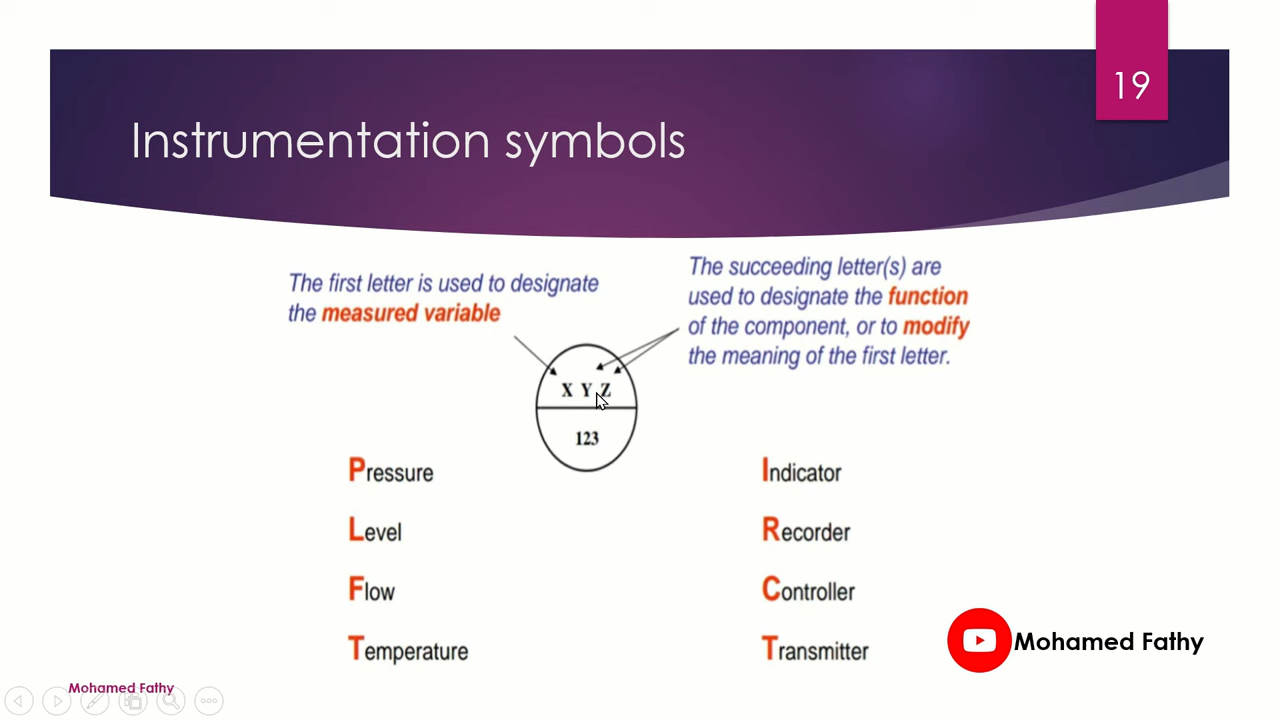 19
Instrumentation symbols
The first letter is used to designate
the measured variable
The succeeding letter(s) are
used to designate the function
of the component, or to modify
the meaning of the first letter.
X Y Z
123
Pressure
Level
Flow
Temperature
Indicator
Recorder
Controller
Transmitter
Mohamed Fathy
Mohamed Fathy